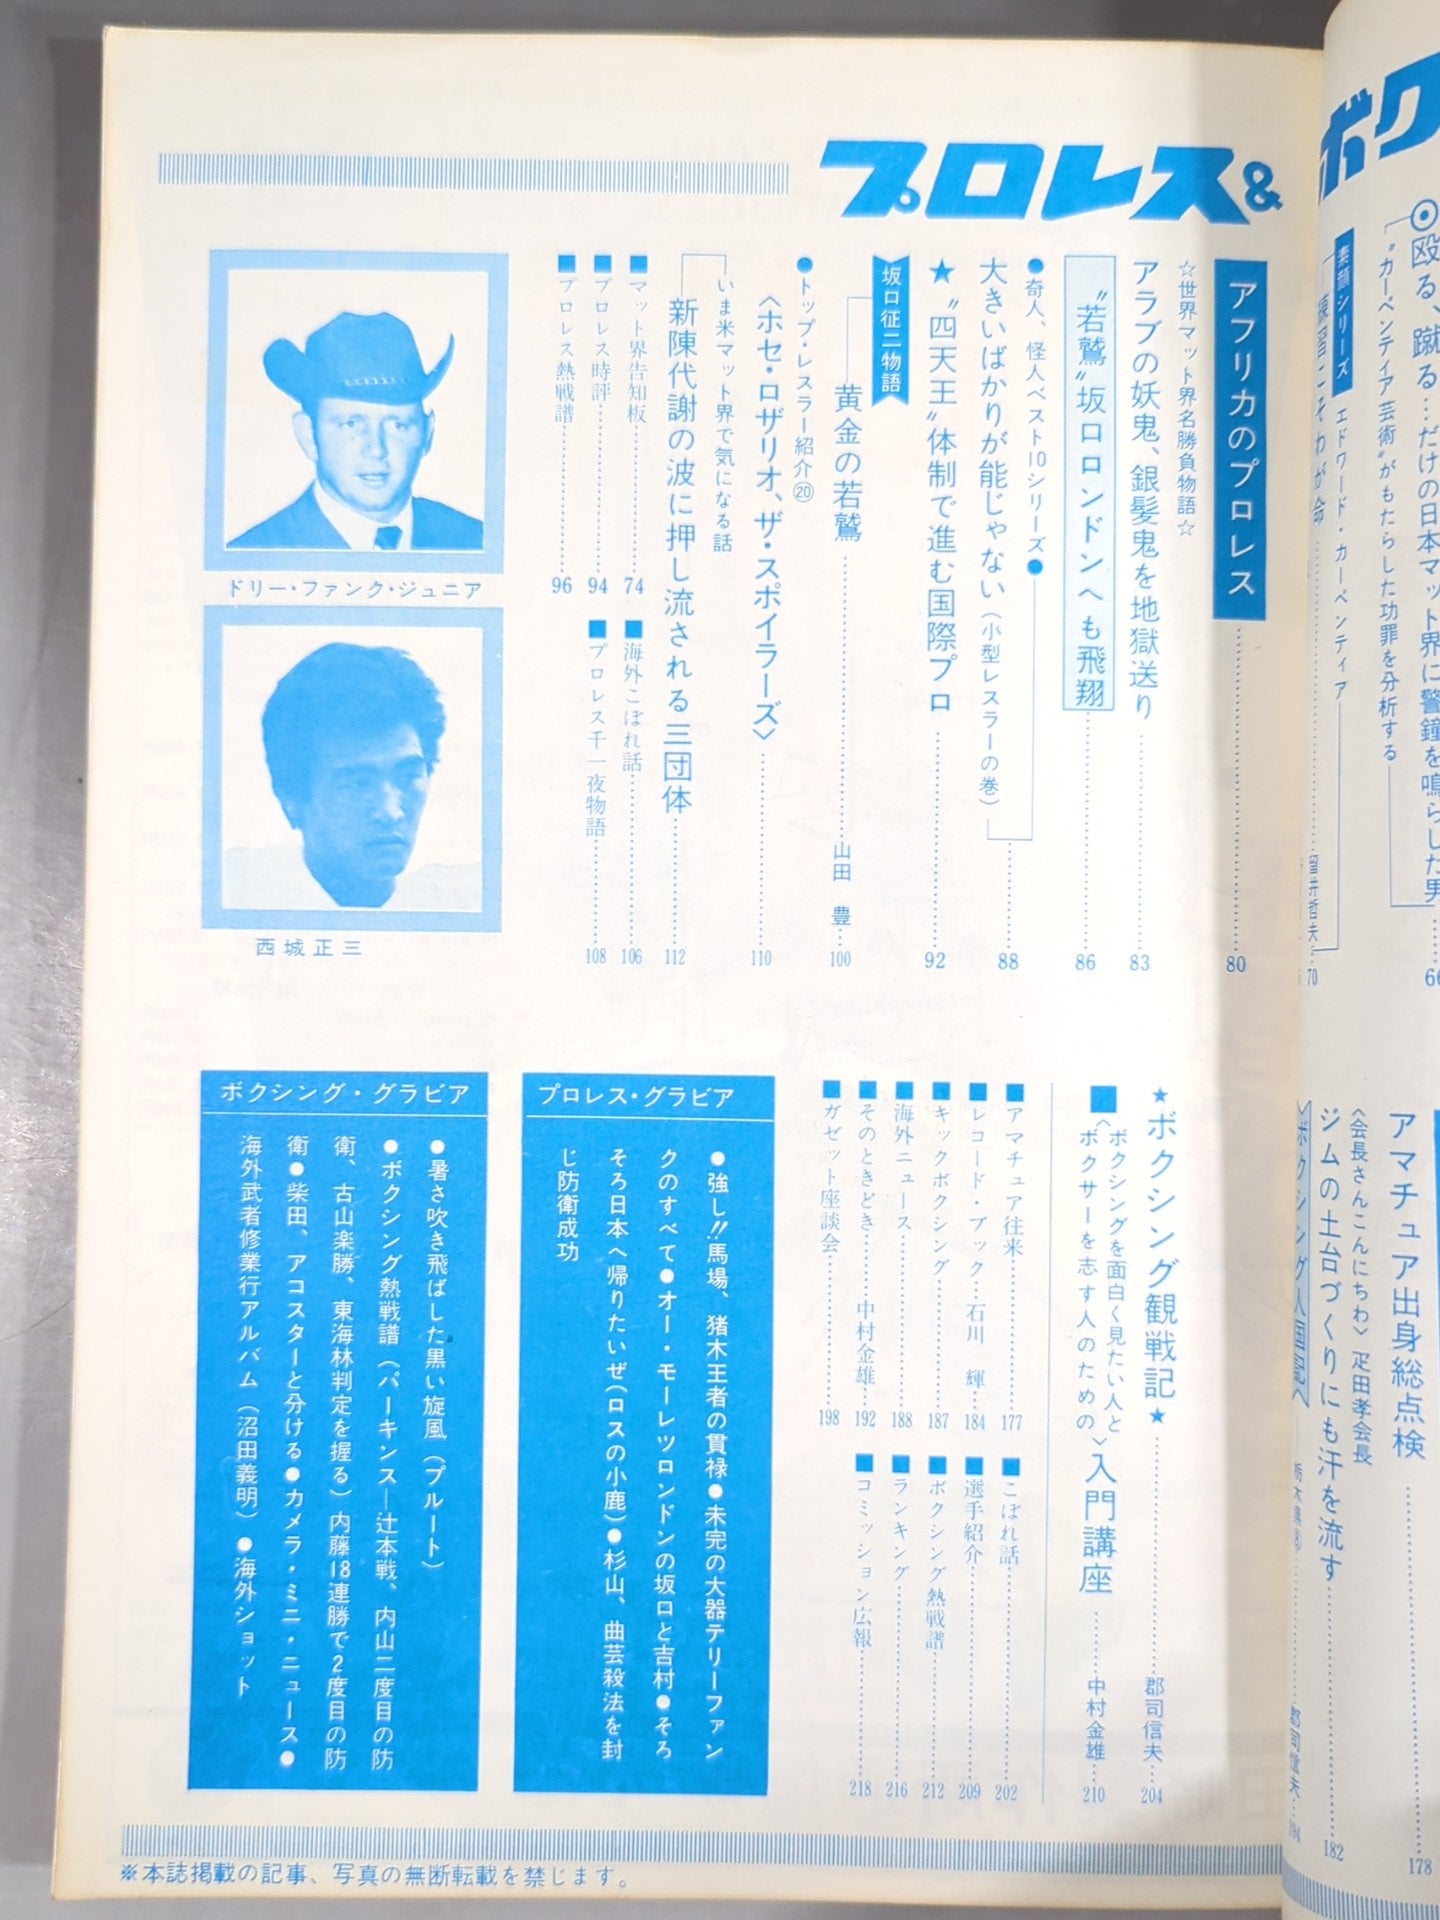 プロレス&
アフリカのプロレス……80
☆世界マット界名勝負物語☆
アラブの妖鬼、銀髪鬼を地獄送り……83
〝若鷲〟坂口ロンドンへも飛翔……86
●奇人、怪人ベスト10シリーズ●
大きいばかりが能じゃない(小型レスラーの巻)……88
★〝四天王〟体制で進む国際プロ……92
坂口征二物語
黄金の若鷲……山田 豊…100
●トップ・レスラー紹介⑳
〈ホセ・ロザリオ、ザ・スポイラーズ〉……110
いま米マット界で気になる話
新陳代謝の波に押し流される三団体……112
■マット界告知板……74
■海外こぼれ話……106
■プロレス時評……94
■プロレス千一夜物語……108
■プロレス熱戦譜……96
ドリー・ファンク・ジュニア
西城正三
★ボクシング観戦記★……郡司信夫…204
■〈ボクシングを面白く見たい人と
ボクサーを志す人のための〉入門講座……中村金雄…210
■アマチュア往来……177
■こぼれ話……202
■レコード・ブック…石川 輝…184
■選手紹介……209
■キックボクシング……187
■ボクシング熱戦譜……212
■海外ニュース……188
■ランキング……216
■そのときどき……中村金雄…192
■コミッション広報……218
■ガゼット座談会……198
プロレス・グラビア
●強し!!馬場、猪木王者の貫禄●未完の大器テリーファン
クのすべて●オー・モーレツロンドンの坂口と吉村●そろ
そろ日本へ帰りたいぜ(ロスの小鹿)●杉山、曲芸殺法を封
じ防衛成功
ボクシング・グラビア
●暑さ吹き飛ばした黒い旋風(プルート)
●ボクシング熱戦譜(パーキンス―辻本戦、内山二度目の防
衛、古山楽勝、東海林判定を握る)内藤18連勝で2度目の防
衛●柴田、アコスターと分ける●カメラ・ミニ・ニュース●
海外武者修業行アルバム(沼田義明)●海外ショット
※本誌掲載の記事、写真の無断転載を禁じます。
ボク
◉殴る、蹴る…だけの日本マット界に警鐘を鳴らした男……66
〝カーペンティア芸術〟がもたらした功罪を分析する
素顔シリーズ
エドワード・カーペンティア
練習こそわが命……留井哲夫…70
アマチュア出身総点検……178
〈会長さんこんにちわ〉疋田孝会長
ジムの土台づくりにも汗を流す……182
ボクシング人国記
郡司信夫